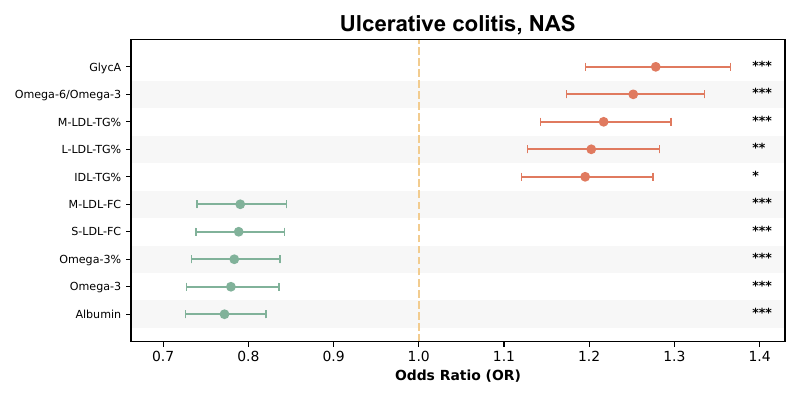 Ulcerative colitis, NAS
GlycA ***
Omega-6/Omega-3 ***
M-LDL-TG% ***
L-LDL-TG% **
IDL-TG% *
M-LDL-FC ***
S-LDL-FC ***
Omega-3% ***
Omega-3 ***
Albumin ***
0.7 0.8 0.9 1.0 1.1 1.2 1.3 1.4
Odds Ratio (OR)